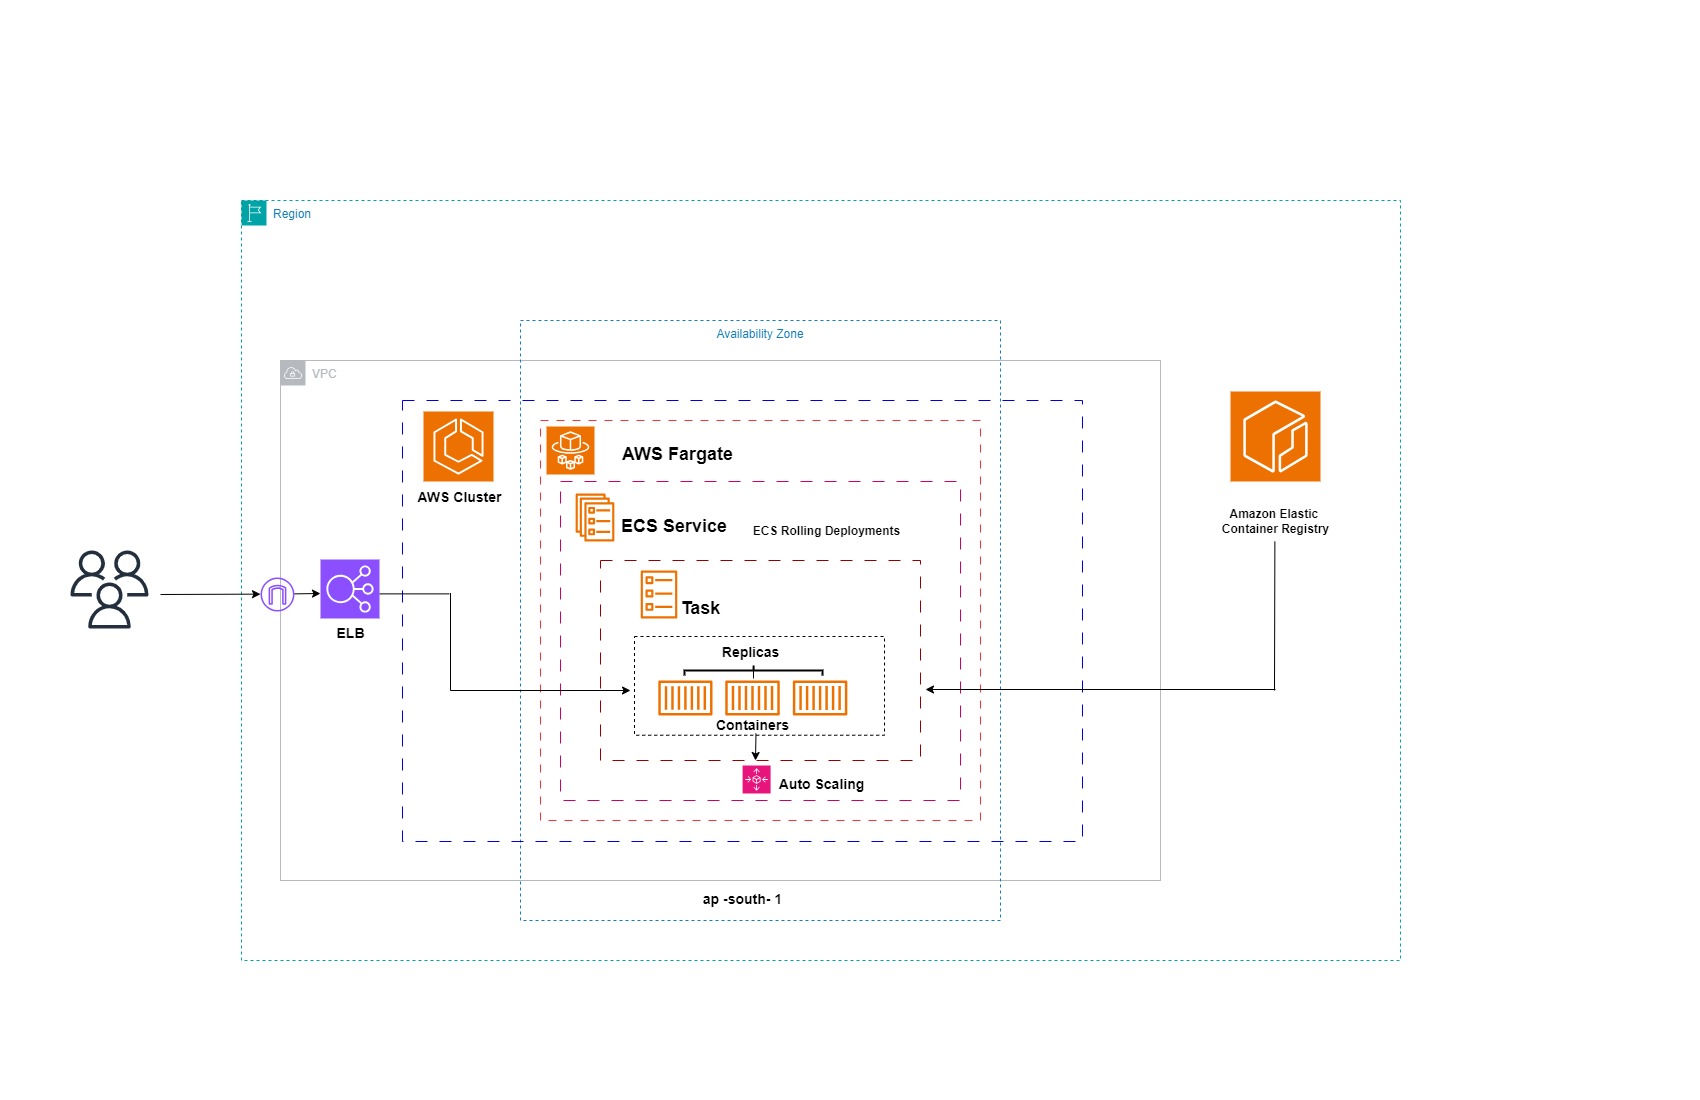 Region
Availability Zone
VPC
AWS Fargate
AWS Cluster
ECS Service
ECS Rolling Deployments
Amazon Elastic
Container Registry
Task
ELB
Replicas
Containers
Auto Scaling
ap -south- 1